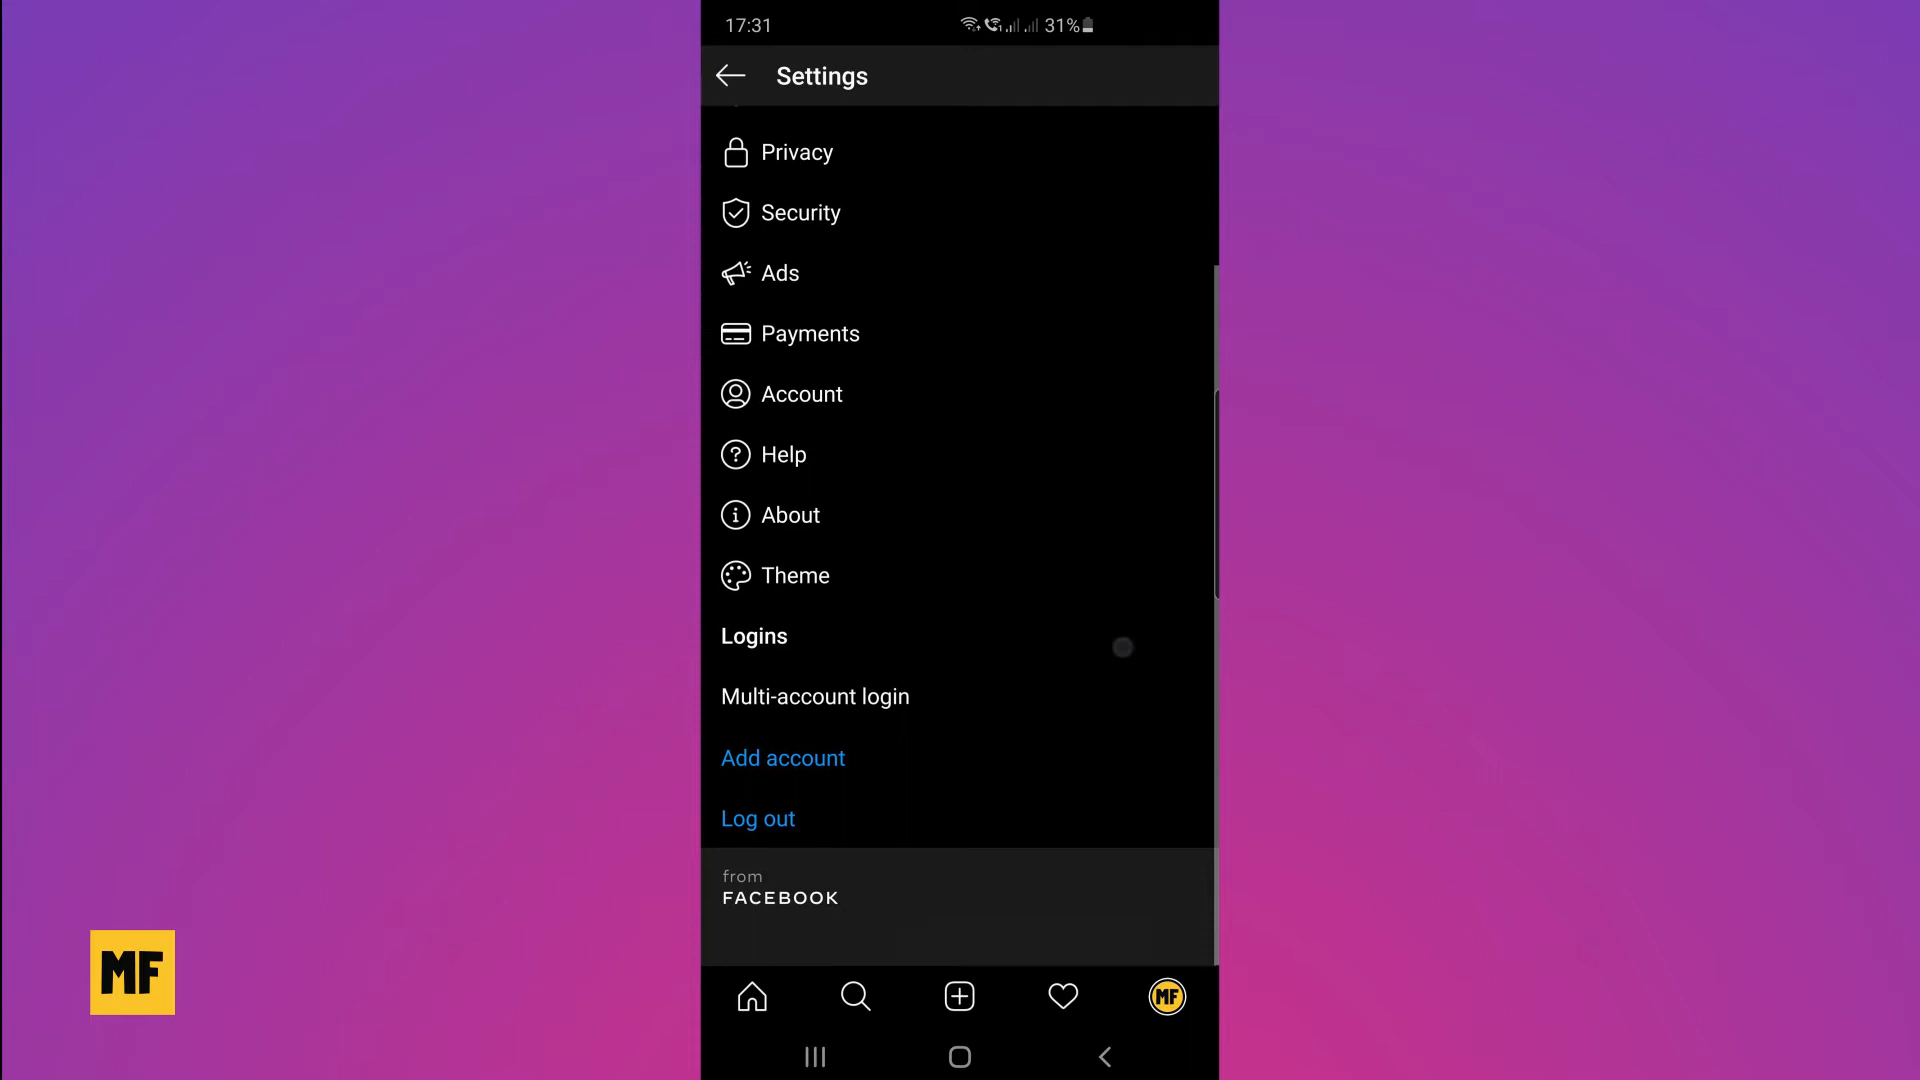 17:31
31%
Settings
Privacy
Security
Ads
Payments
Account
Help
About
Theme
Logins
Multi-account login
Add account
Log out
from
FACEBOOK
MF
MF